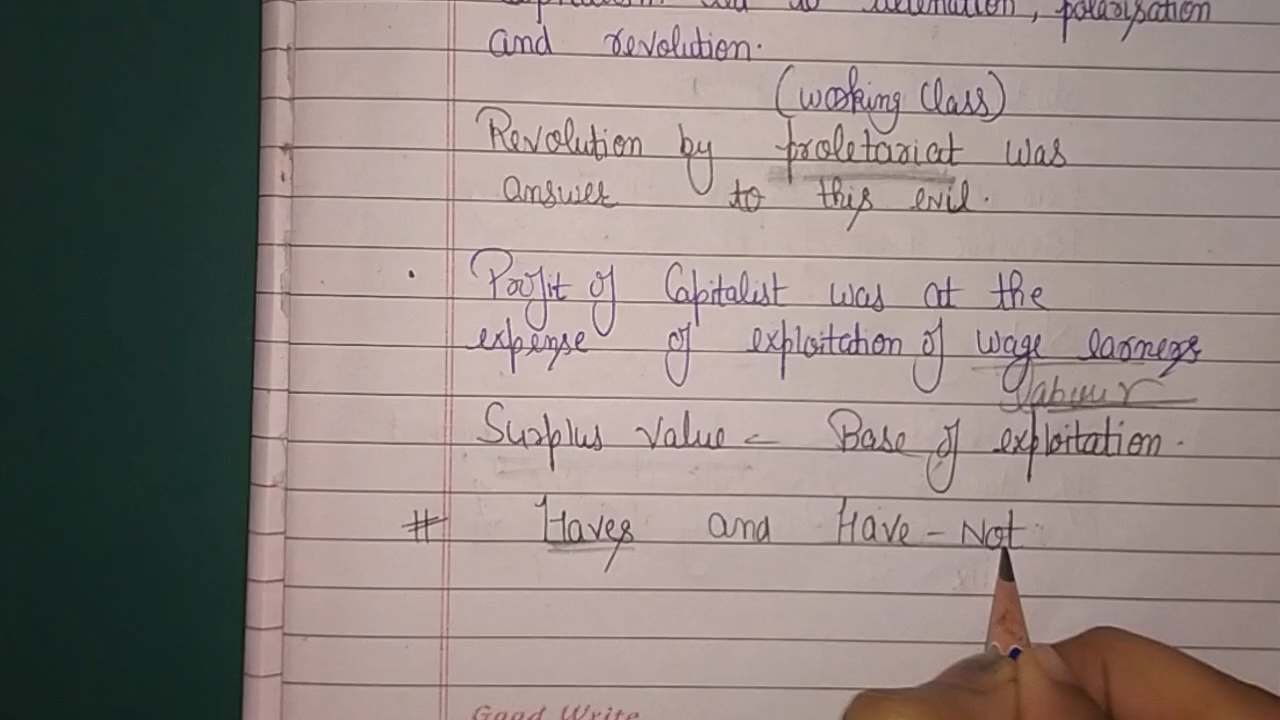 polarisation
and revolution.
(working Class)
Revolution by proletariat was
answer to this evil.
. Profit of Capitalist was at the
expense of exploitation of wage earners
labour
Surplus Value = Base of exploitation.
# Haves and Have-Not
Good Write